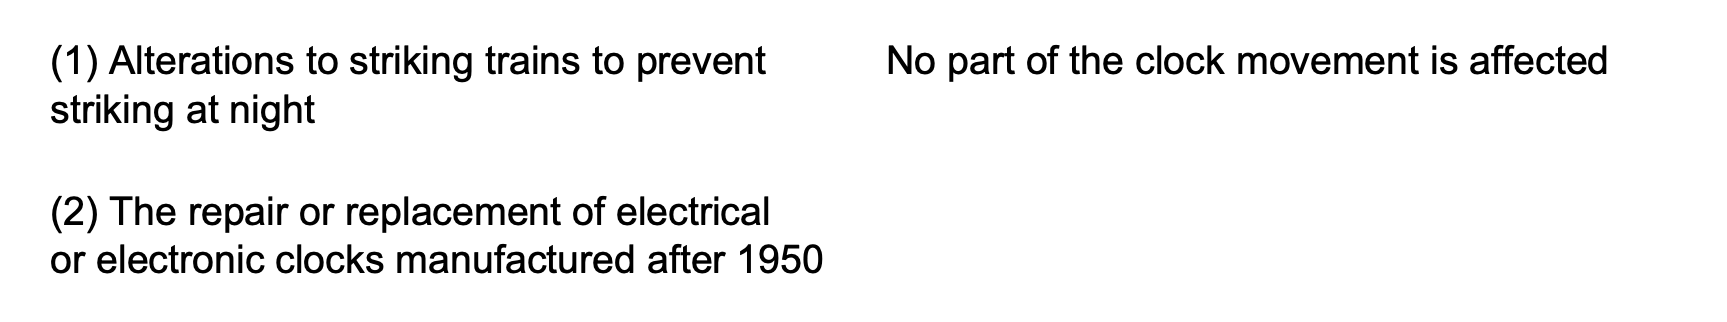 (1) Alterations to striking trains to prevent
striking at night
No part of the clock movement is affected
(2) The repair or replacement of electrical
or electronic clocks manufactured after 1950